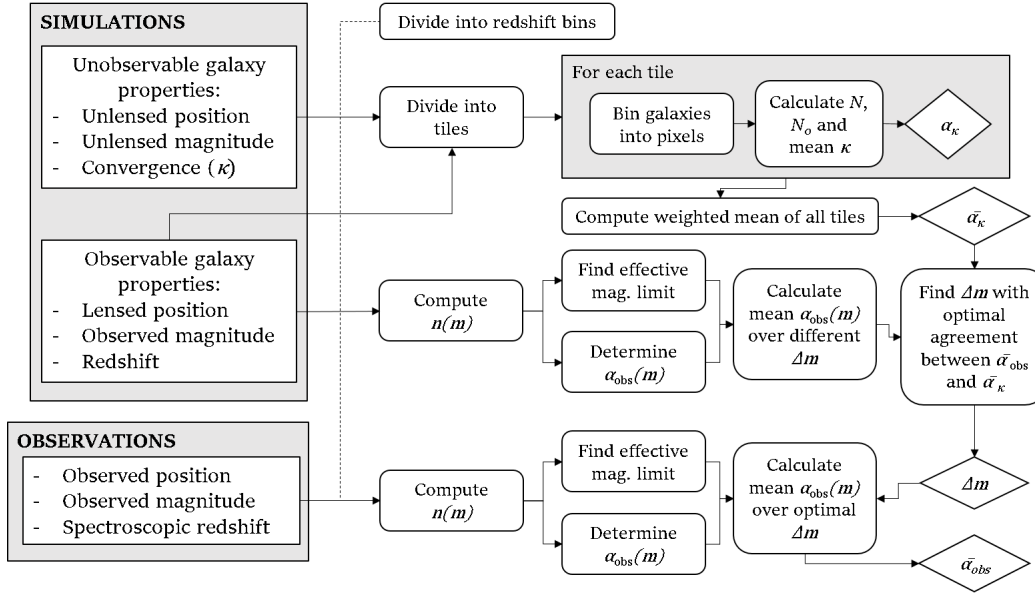 SIMULATIONS
Unobservable galaxy
properties:
- Unlensed position
- Unlensed magnitude
- Convergence (κ)
Observable galaxy
properties:
- Lensed position
- Observed magnitude
- Redshift
OBSERVATIONS
- Observed position
- Observed magnitude
- Spectroscopic redshift
Divide into redshift bins
Divide into
tiles
For each tile
Bin galaxies
into pixels
Calculate N,
Nₒ and
mean κ
α_κ
Compute weighted mean of all tiles
ᾱ_κ
Compute
n(m)
Find effective
mag. limit
Determine
α_obs(m)
Calculate
mean α_obs(m)
over different
Δm
Find Δm with
optimal
agreement
between ᾱ_obs
and ᾱ_κ
Compute
n(m)
Find effective
mag. limit
Determine
α_obs(m)
Calculate
mean α_obs(m)
over optimal
Δm
Δm
ᾱ_obs